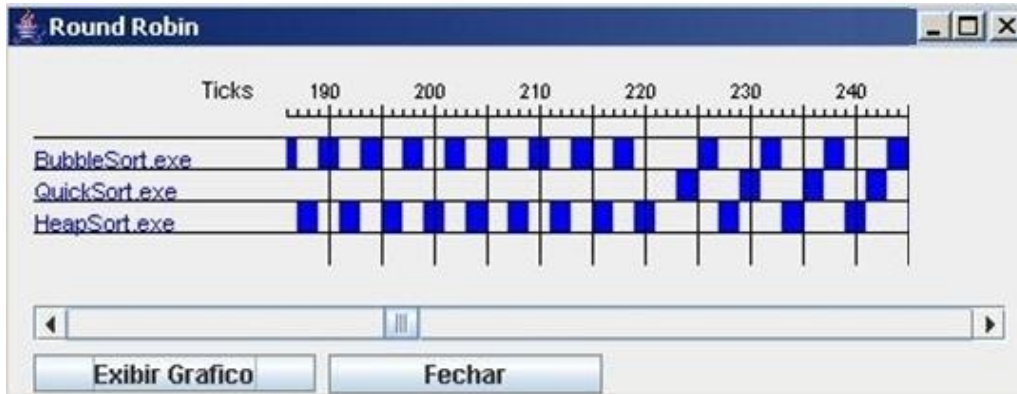 Round Robin
Ticks 190 200 210 220 230 240
BubbleSort.exe
QuickSort.exe
HeapSort.exe
Exibir Grafico Fechar